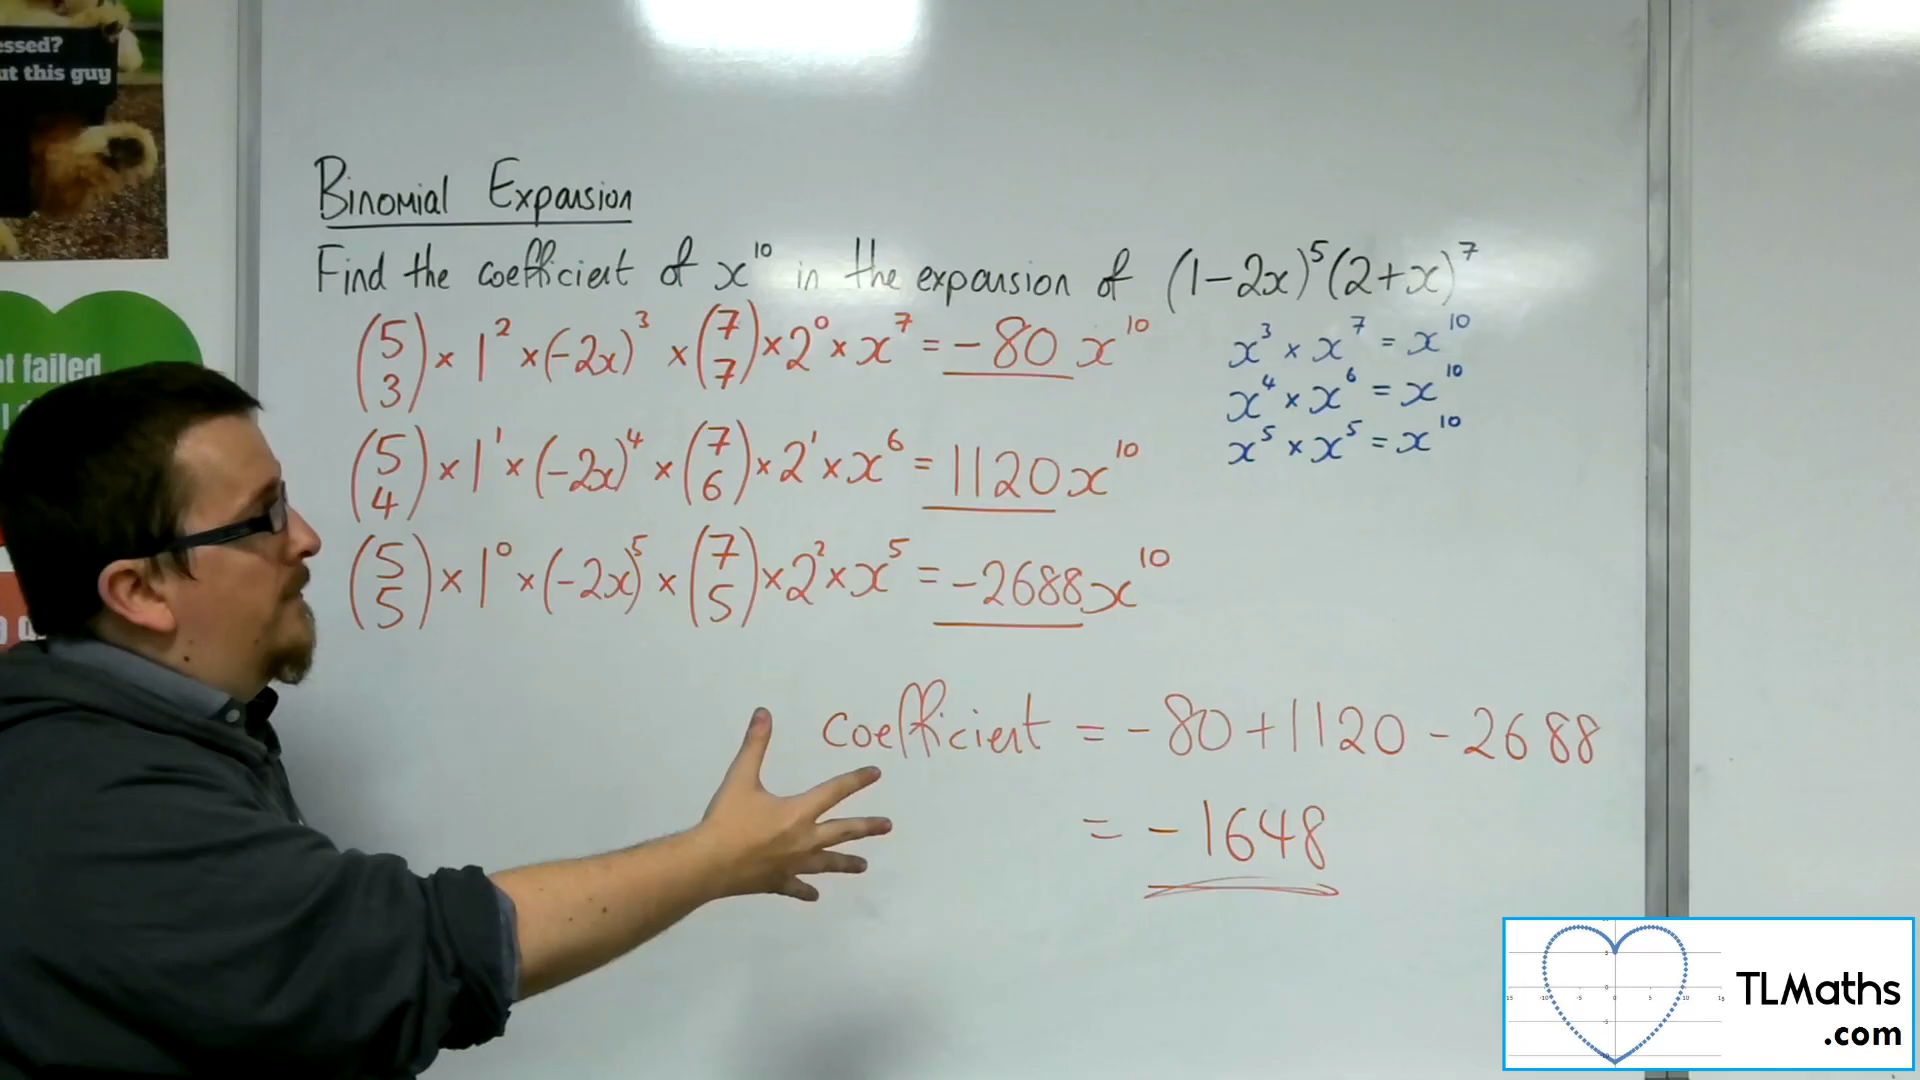 essed?
ut this guy
Binomial Expansion
Find the coefficient of x¹⁰ in the expansion of (1-2x)⁵(2+x)⁷
(5 3) × 1² × (-2x)³ × (7 7) × 2⁰ × x⁷ = -80x¹⁰
x³ × x⁷ = x¹⁰
x⁴ × x⁶ = x¹⁰
x⁵ × x⁵ = x¹⁰
(5 4) × 1¹ × (-2x)⁴ × (7 6) × 2¹ × x⁶ = 1120x¹⁰
(5 5) × 1⁰ × (-2x)⁵ × (7 5) × 2² × x⁵ = -2688x¹⁰
coefficient = -80+1120-2688
= -1648
failed
TLMaths
.com